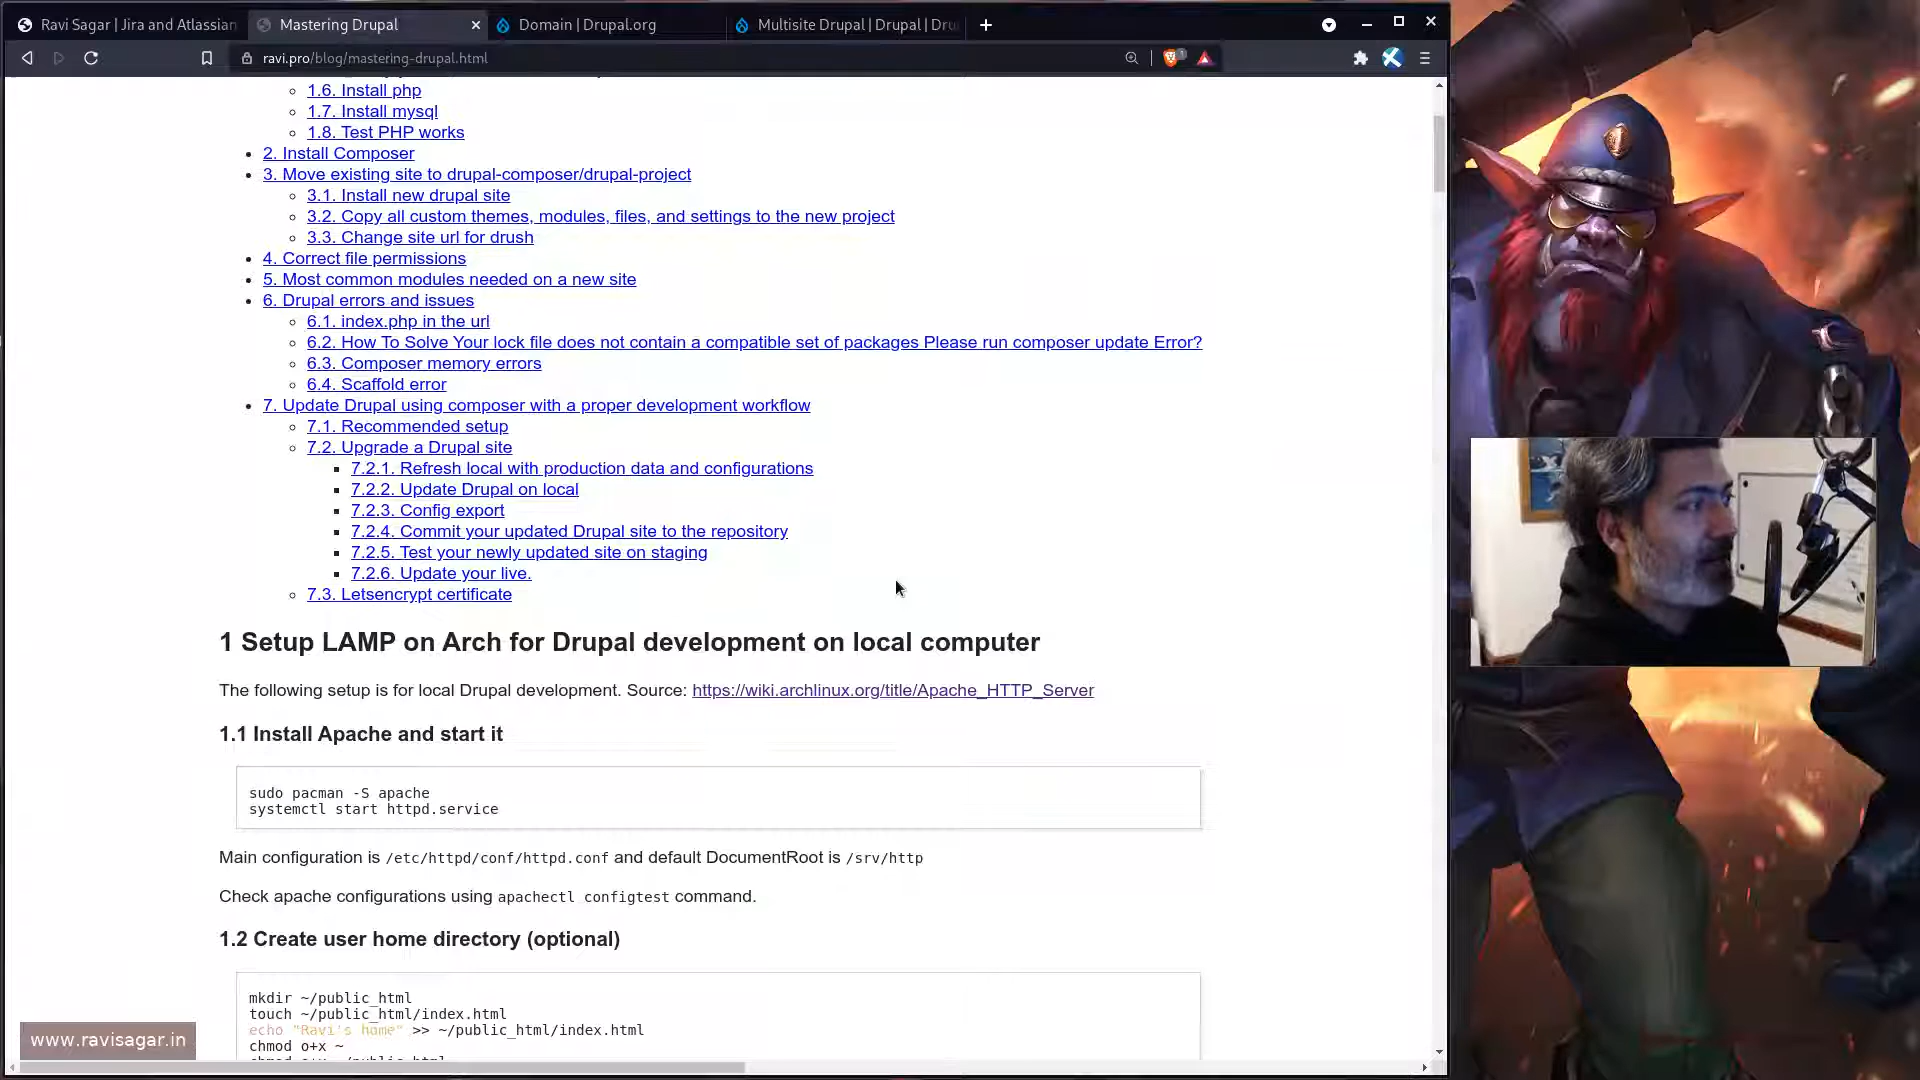 Ravi Sagar | Jira and Atlassian
Mastering Drupal
Domain | Drupal.org
Multisite Drupal | Drupal | Dru
ravi.pro/blog/mastering-drupal.html
1
1.6. Install php
1.7. Install mysql
1.8. Test PHP works
2. Install Composer
3. Move existing site to drupal-composer/drupal-project
3.1. Install new drupal site
3.2. Copy all custom themes, modules, files, and settings to the new project
3.3. Change site url for drush
4. Correct file permissions
5. Most common modules needed on a new site
6. Drupal errors and issues
6.1. index.php in the url
6.2. How To Solve Your lock file does not contain a compatible set of packages Please run composer update Error?
6.3. Composer memory errors
6.4. Scaffold error
7. Update Drupal using composer with a proper development workflow
7.1. Recommended setup
7.2. Upgrade a Drupal site
7.2.1. Refresh local with production data and configurations
7.2.2. Update Drupal on local
7.2.3. Config export
7.2.4. Commit your updated Drupal site to the repository
7.2.5. Test your newly updated site on staging
7.2.6. Update your live.
7.3. Letsencrypt certificate
1 Setup LAMP on Arch for Drupal development on local computer
The following setup is for local Drupal development. Source: https://wiki.archlinux.org/title/Apache_HTTP_Server
1.1 Install Apache and start it
sudo pacman -S apache
systemctl start httpd.service
Main configuration is /etc/httpd/conf/httpd.conf and default DocumentRoot is /srv/http
Check apache configurations using apachectl configtest command.
1.2 Create user home directory (optional)
mkdir ~/public_html
touch ~/public_html/index.html
echo "Ravi's home" >> ~/public_html/index.html
chmod o+x ~
www.ravisagar.in